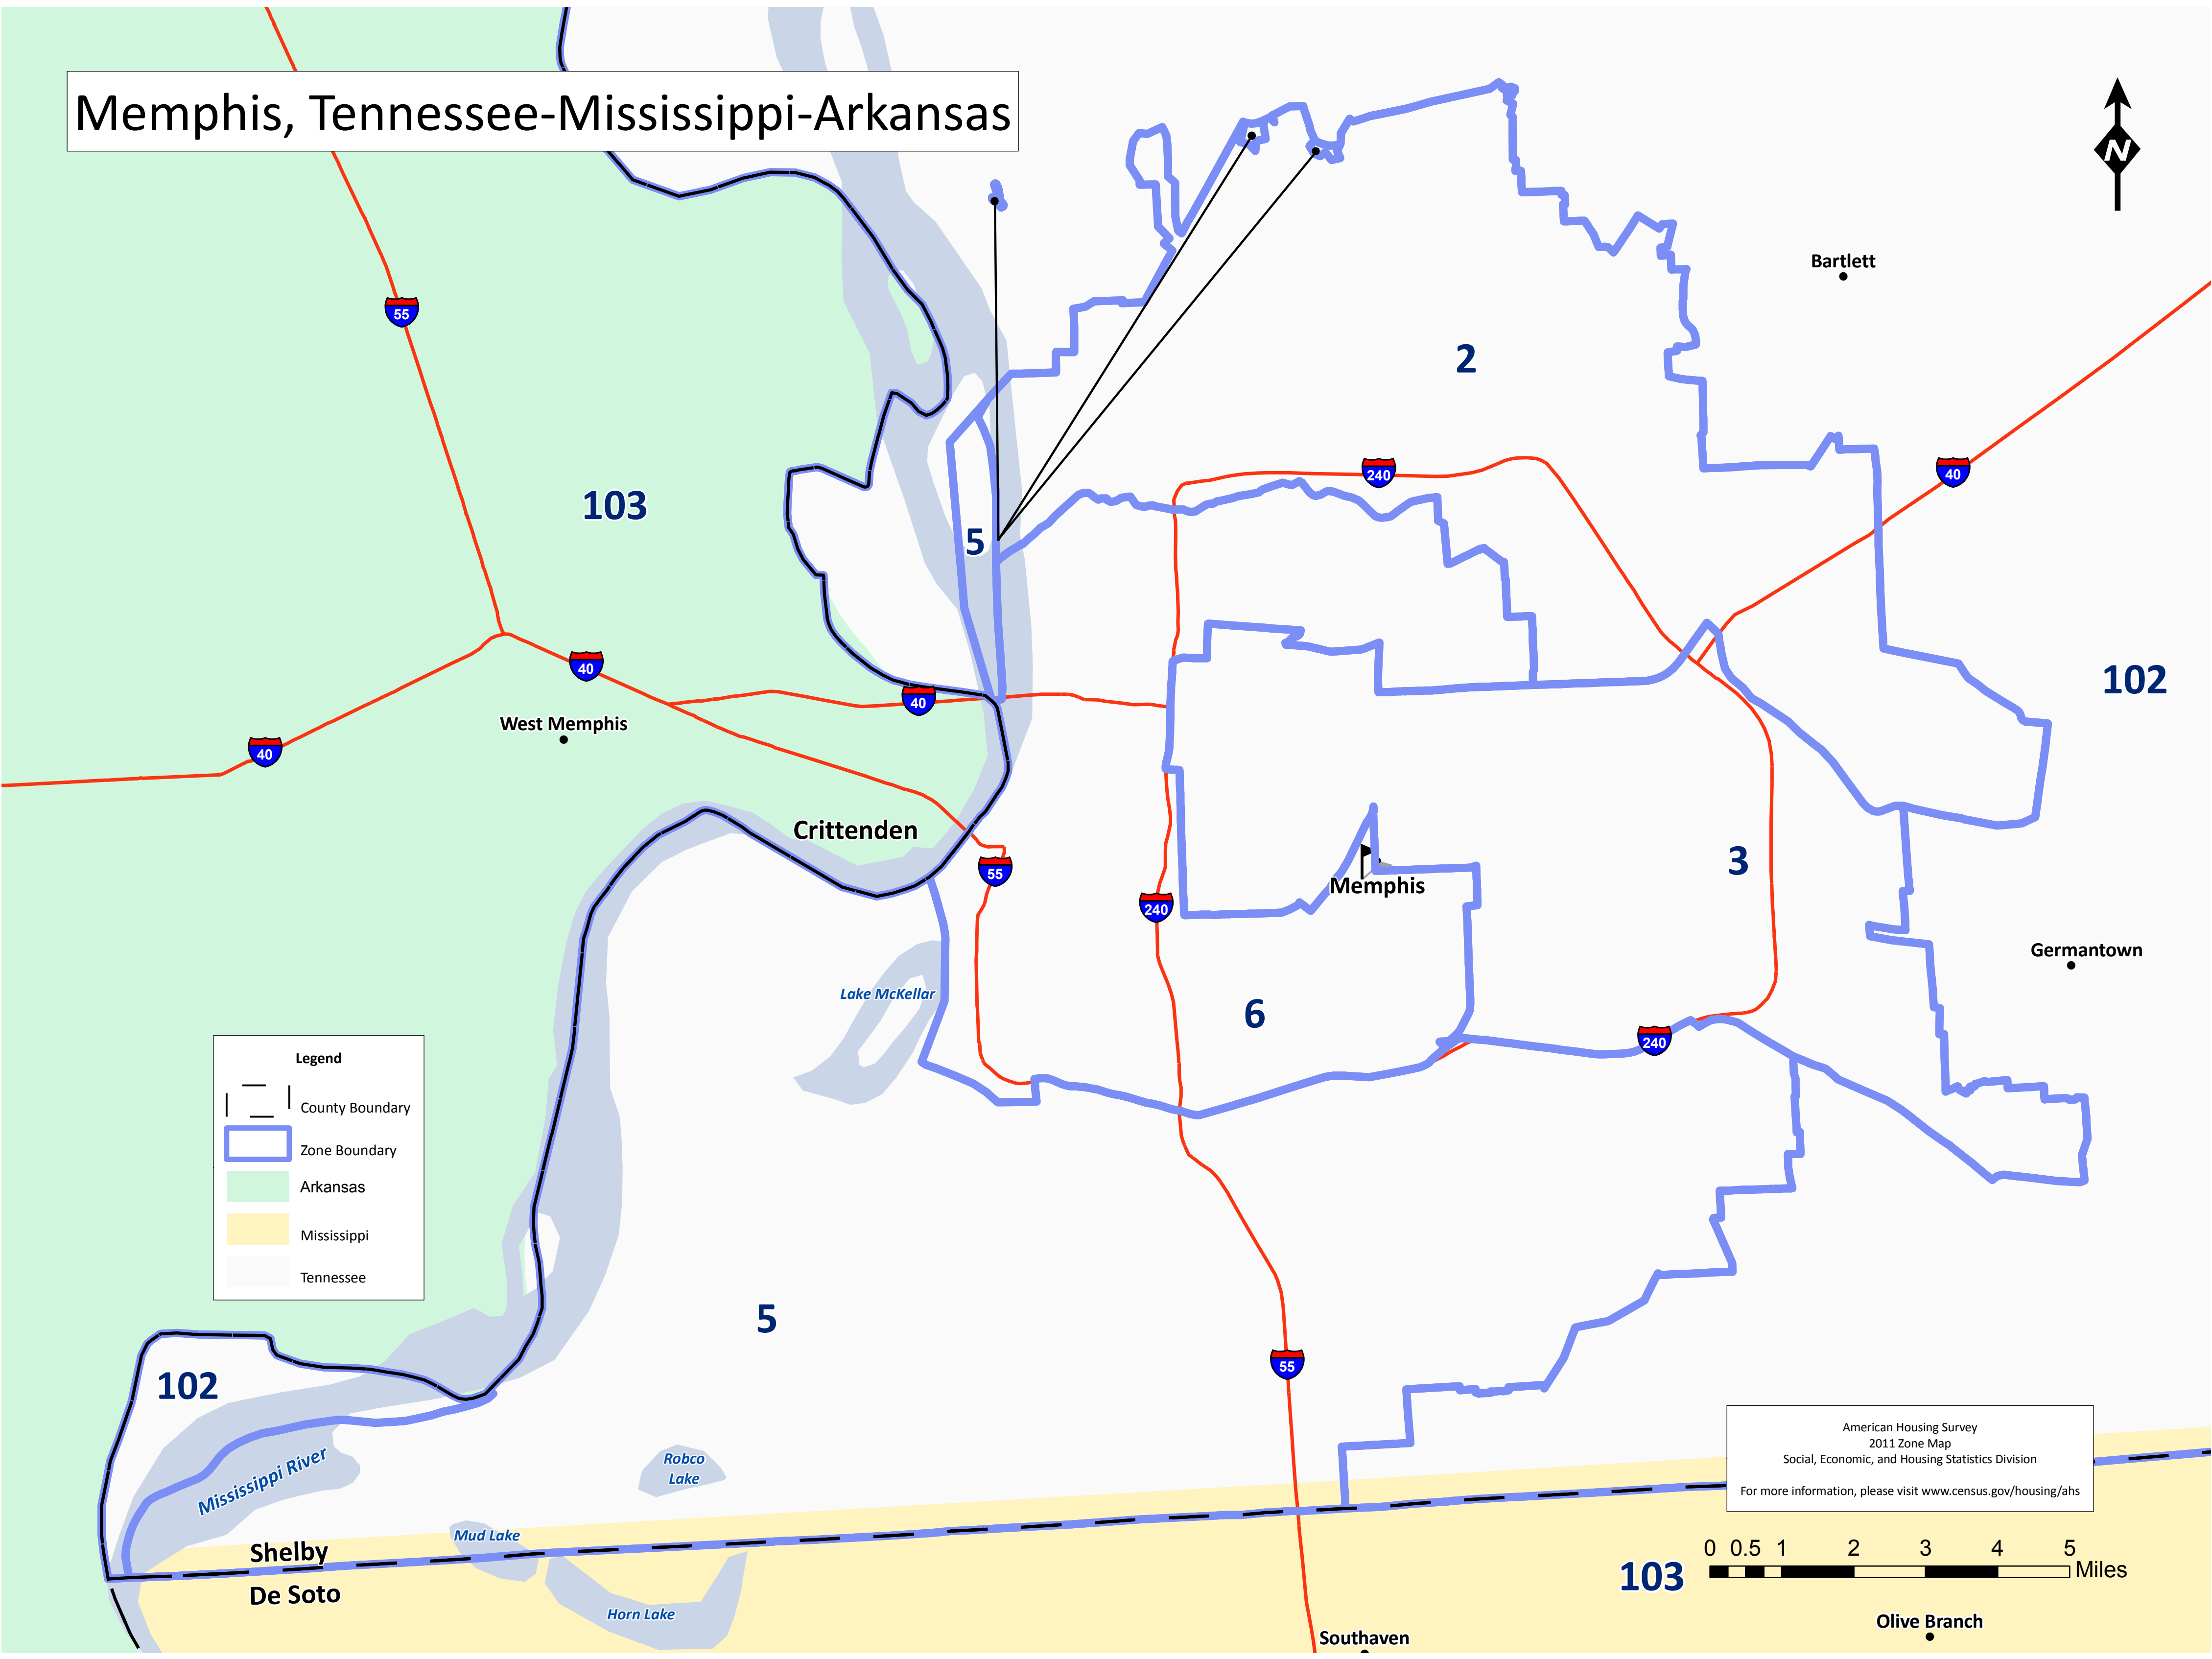 Memphis, Tennessee-Mississippi-Arkansas
N
Bartlett
55
2
240
40
103
5
40
102
40
West Memphis
40
Crittenden
3
55
Memphis
240
Germantown
Lake McKellar
6
240
Legend
County Boundary
Zone Boundary
Arkansas
Mississippi
Tennessee
5
55
102
Mississippi River
Robco
Lake
American Housing Survey
2011 Zone Map
Social, Economic, and Housing Statistics Division
For more information, please visit www.census.gov/housing/ahs
Mud Lake
Shelby
De Soto
Horn Lake
103
0 0.5 1 2 3 4 5
Miles
Olive Branch
Southaven